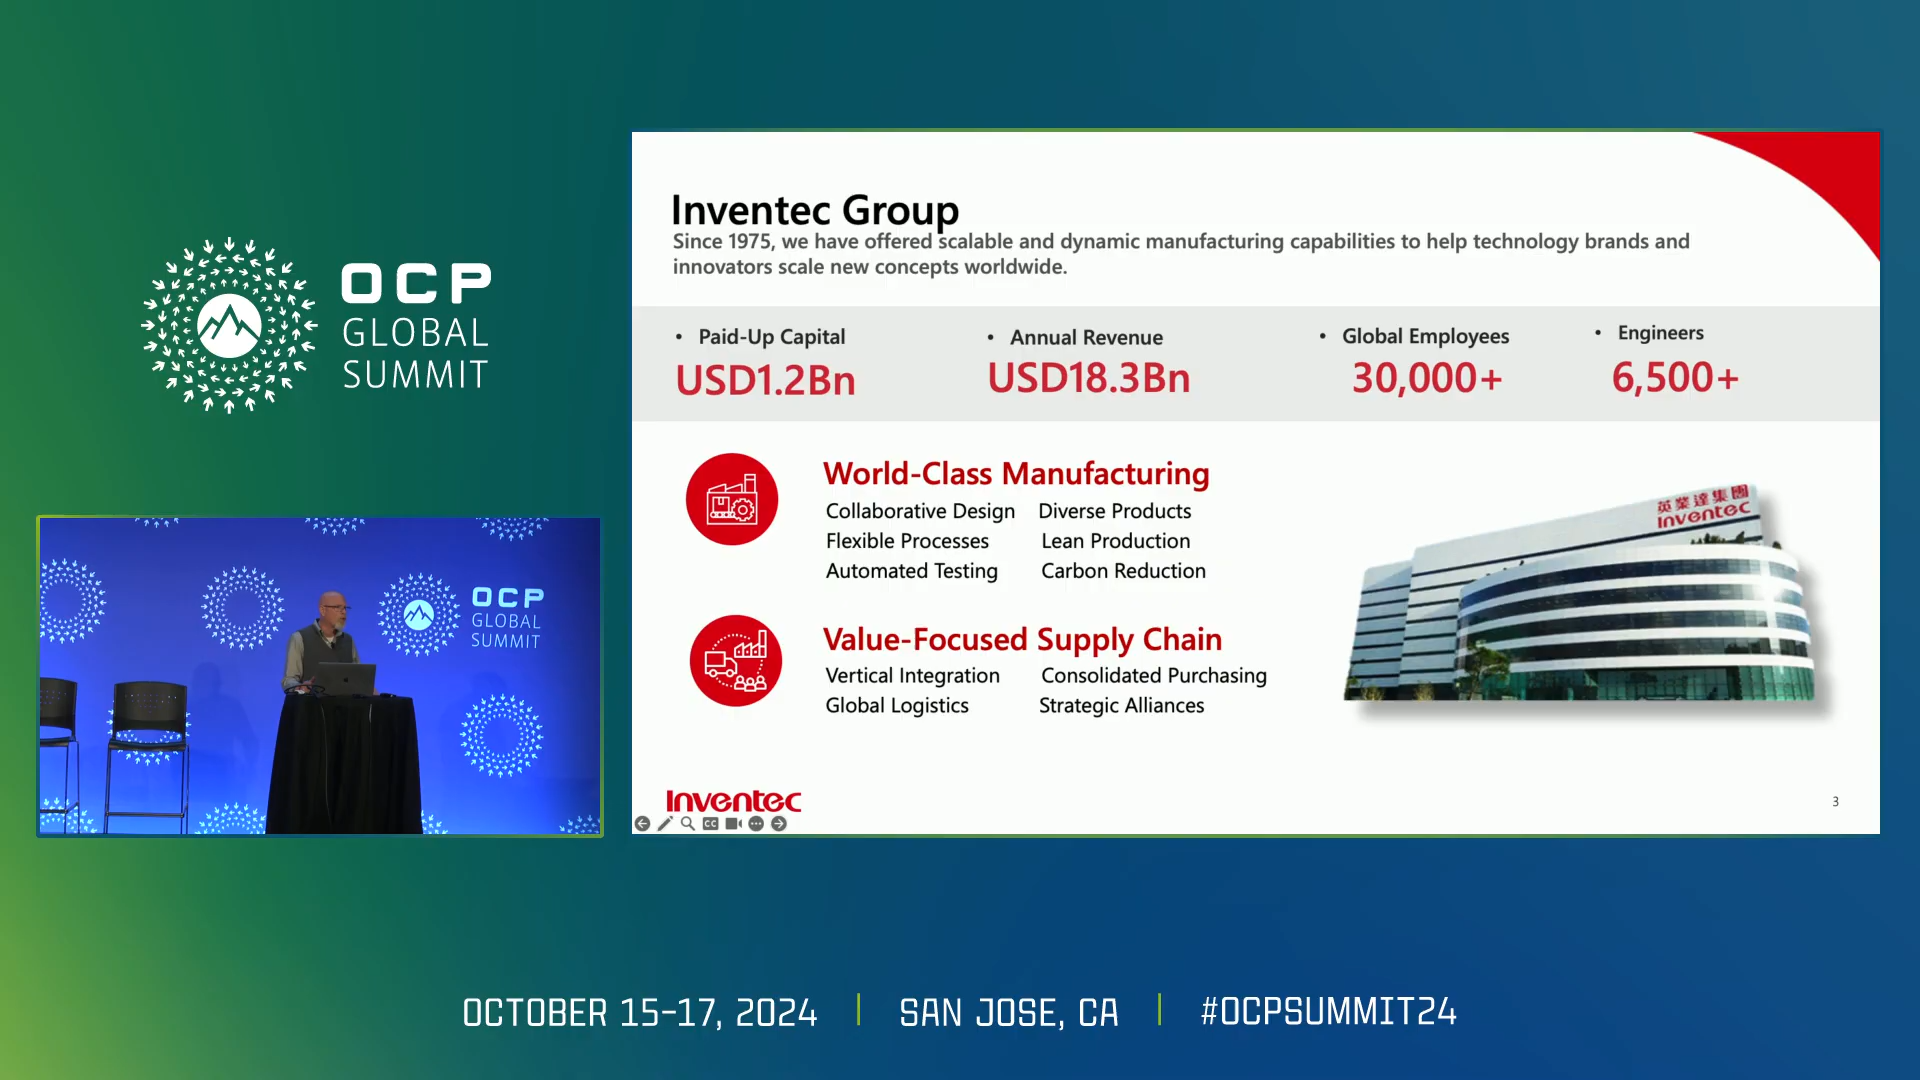 OCP
GLOBAL
SUMMIT
OCP
GLOBAL
SUMMIT
Inventec Group
Since 1975, we have offered scalable and dynamic manufacturing capabilities to help technology brands and
innovators scale new concepts worldwide.
• Paid-Up Capital
USD1.2Bn
• Annual Revenue
USD18.3Bn
• Global Employees
30,000+
• Engineers
6,500+
World-Class Manufacturing
Collaborative Design Diverse Products
Flexible Processes Lean Production
Automated Testing Carbon Reduction
Value-Focused Supply Chain
Vertical Integration Consolidated Purchasing
Global Logistics Strategic Alliances
英業達集團
Inventec
Inventec
CC
3
OCTOBER 15-17, 2024 | SAN JOSE, CA | #OCPSUMMIT24